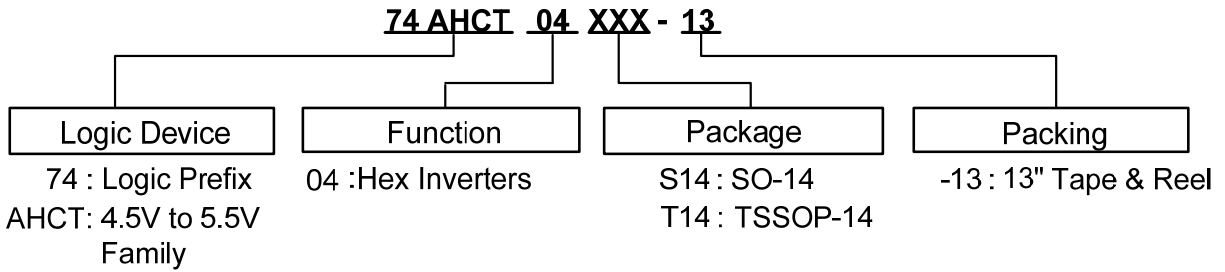 74 AHCT 04 XXX - 13
Logic Device
Function
Package
Packing
74 : Logic Prefix
04 :Hex Inverters
S14 : SO-14
-13 : 13" Tape & Reel
AHCT: 4.5V to 5.5V
T14 : TSSOP-14
Family